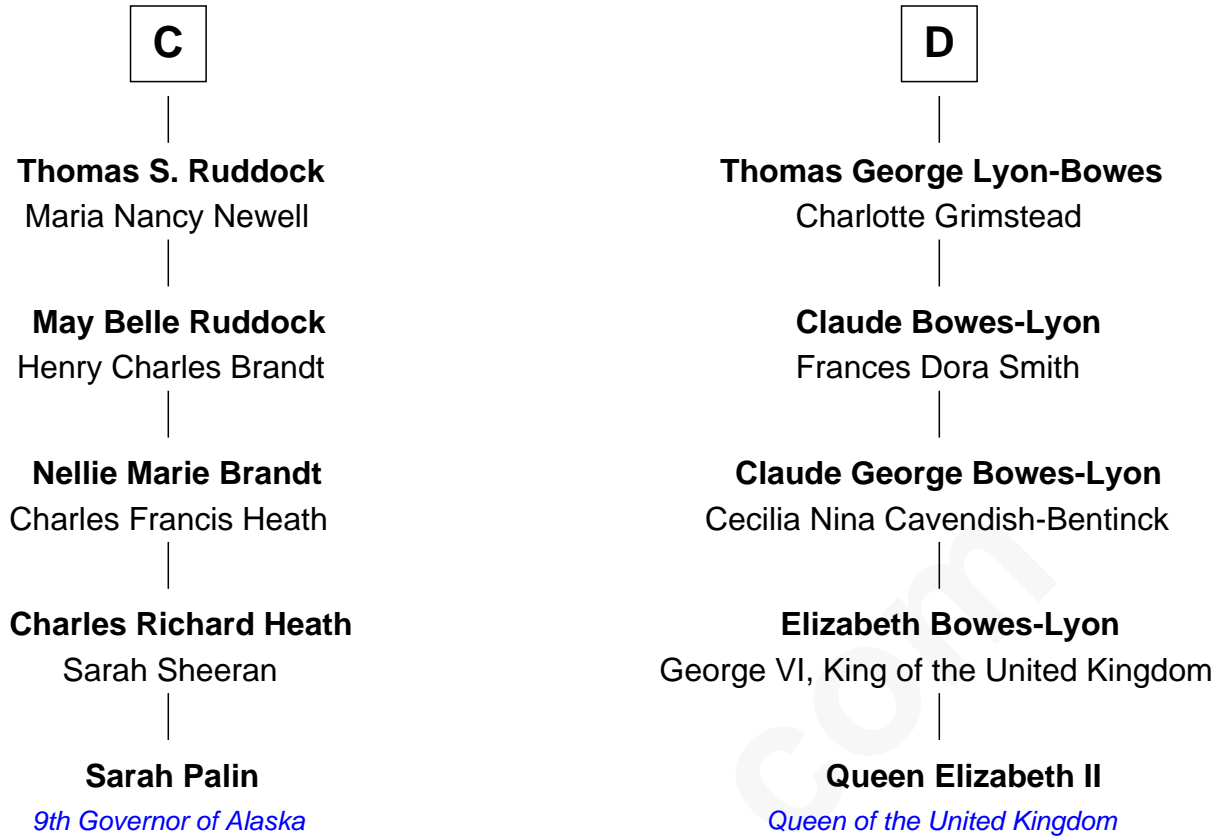 C
Thomas S. Ruddock
Maria Nancy Newell
May Belle Ruddock
Henry Charles Brandt
Nellie Marie Brandt
Charles Francis Heath
Charles Richard Heath
Sarah Sheeran
Sarah Palin
9th Governor of Alaska
D
Thomas George Lyon-Bowes
Charlotte Grimstead
Claude Bowes-Lyon
Frances Dora Smith
Claude George Bowes-Lyon
Cecilia Nina Cavendish-Bentinck
Elizabeth Bowes-Lyon
George VI, King of the United Kingdom
Queen Elizabeth II
Queen of the United Kingdom
com